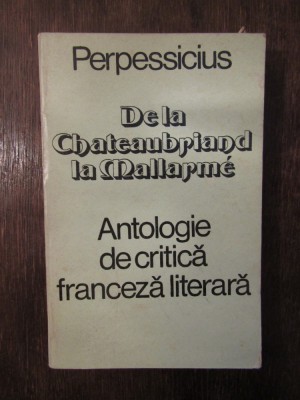 Perpessicius
De la
Chateaubriand
la Mallarmé
Antologie
de critică
franceză literară